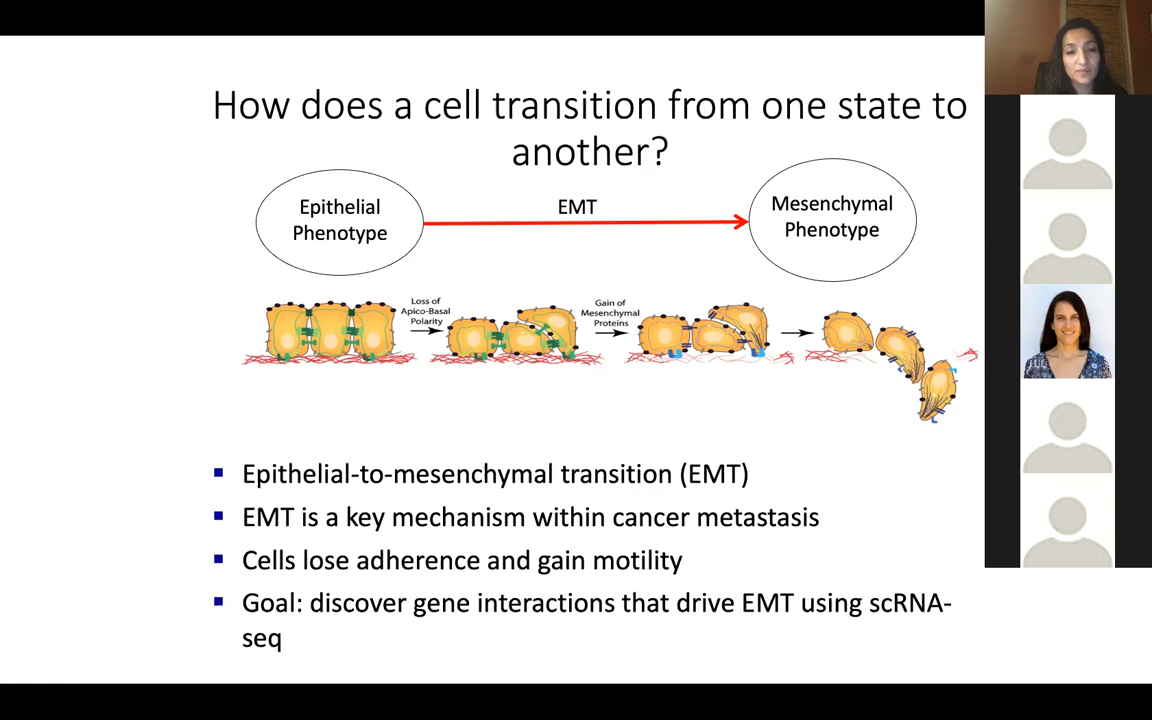 How does a cell transition from one state to
another?
Epithelial
Phenotype
EMT
Mesenchymal
Phenotype
Loss of
Apico-Basal
Polarity
Gain of
Mesenchymal
Proteins
▪ Epithelial-to-mesenchymal transition (EMT)
▪ EMT is a key mechanism within cancer metastasis
▪ Cells lose adherence and gain motility
▪ Goal: discover gene interactions that drive EMT using scRNA-
seq